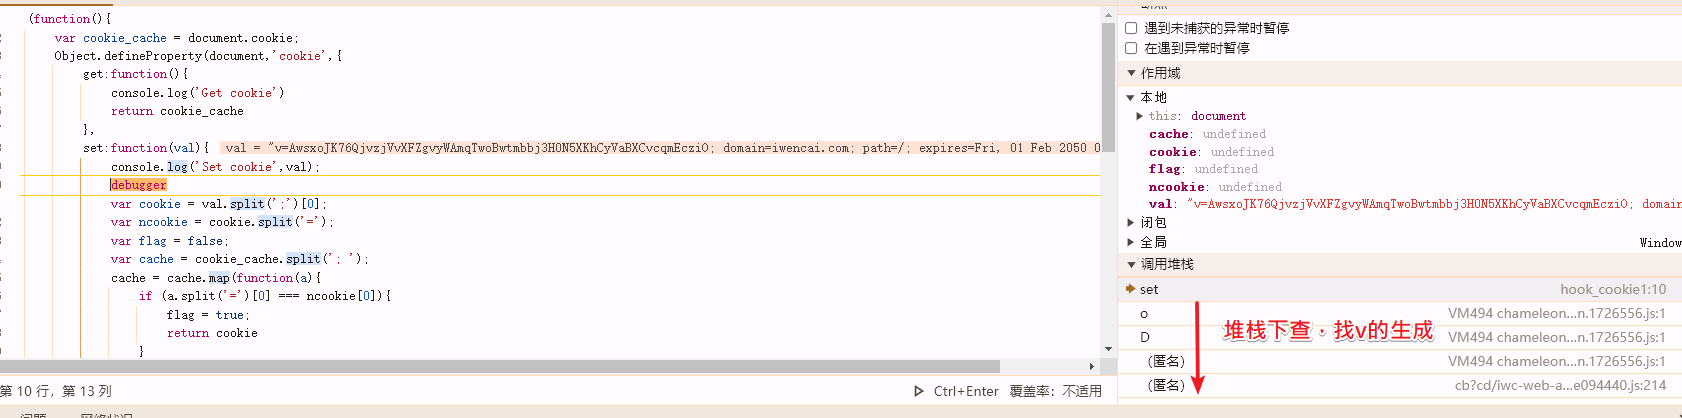 (function(){
var cookie_cache = document.cookie;
Object.defineProperty(document,'cookie',{
get:function(){
console.log('Get cookie')
return cookie_cache
},
set:function(val){ val = "v=AwsxoJK76QjvzjVvXFZgvyWAmqTwoBwtmbbj3H0N5XKhCyVaBXCvcqmEcziO; domain=iwencai.com; path=/; expires=Fri, 01 Feb 2050 0
console.log('Set cookie',val);
debugger
var cookie = val.split(';')[0];
var ncookie = cookie.split('=');
var flag = false;
var cache = cookie_cache.split('; ');
cache = cache.map(function(a){
if (a.split('=')[0] === ncookie[0]){
flag = true;
return cookie
}
第 10 行，第 13 列
Ctrl+Enter 覆盖率：不适用
遇到未捕获的异常时暂停
在遇到异常时暂停
作用域
本地
this: document
cache: undefined
cookie: undefined
flag: undefined
ncookie: undefined
val: "v=AwsxoJK76QjvzjVvXFZgvyWAmqTwoBwtmbbj3H0N5XKhCyVaBXCvcqmEcziO; domain
闭包
全局 Window
调用堆栈
set hook_cookie1:10
o VM494 chameleon…n.1726556.js:1
D VM494 chameleon…n.1726556.js:1
(匿名) VM494 chameleon…n.1726556.js:1
(匿名) cb?cd/iwc-web-a…e094440.js:214
堆栈下查，找v的生成